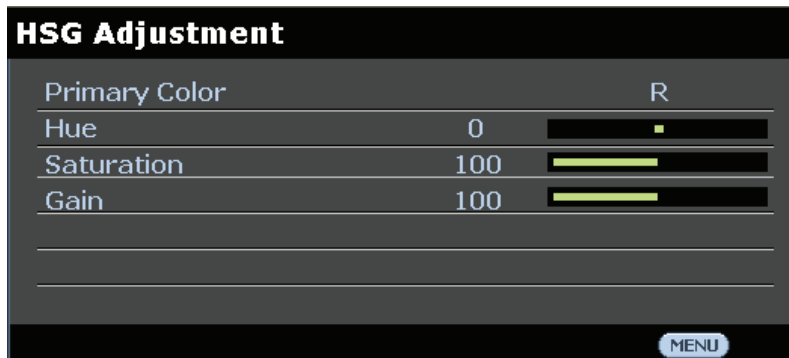 HSG Adjustment
Primary Color R
Hue 0
Saturation 100
Gain 100
MENU